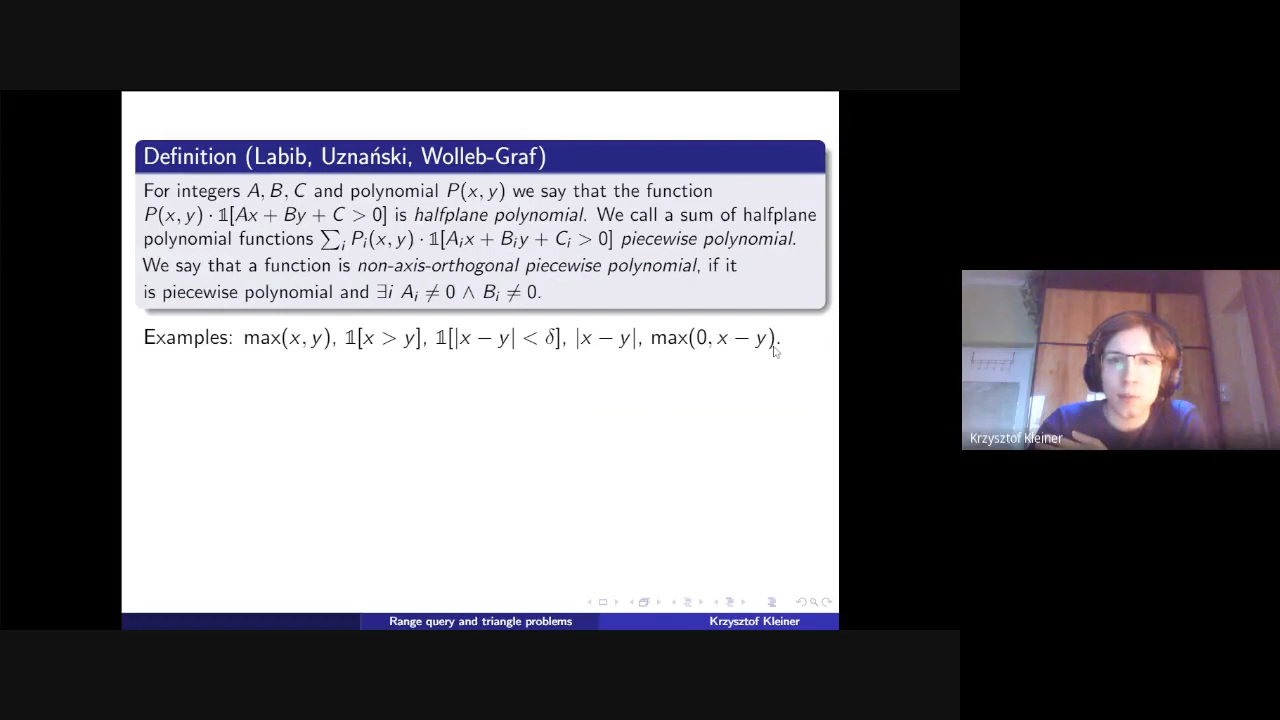 Definition (Labib, Uznański, Wolleb-Graf)
For integers A, B, C and polynomial P(x, y) we say that the function
P(x, y) · 𝟙[Ax + By + C > 0] is halfplane polynomial. We call a sum of halfplane
polynomial functions ∑ᵢ Pᵢ(x, y) · 𝟙[Aᵢx + Bᵢy + Cᵢ > 0] piecewise polynomial.
We say that a function is non-axis-orthogonal piecewise polynomial, if it
is piecewise polynomial and ∃i Aᵢ ≠ 0 ∧ Bᵢ ≠ 0.
Examples: max(x, y), 𝟙[x > y], 𝟙[|x − y| < δ], |x − y|, max(0, x − y).
Range query and triangle problems
Krzysztof Kleiner
Krzysztof Kleiner